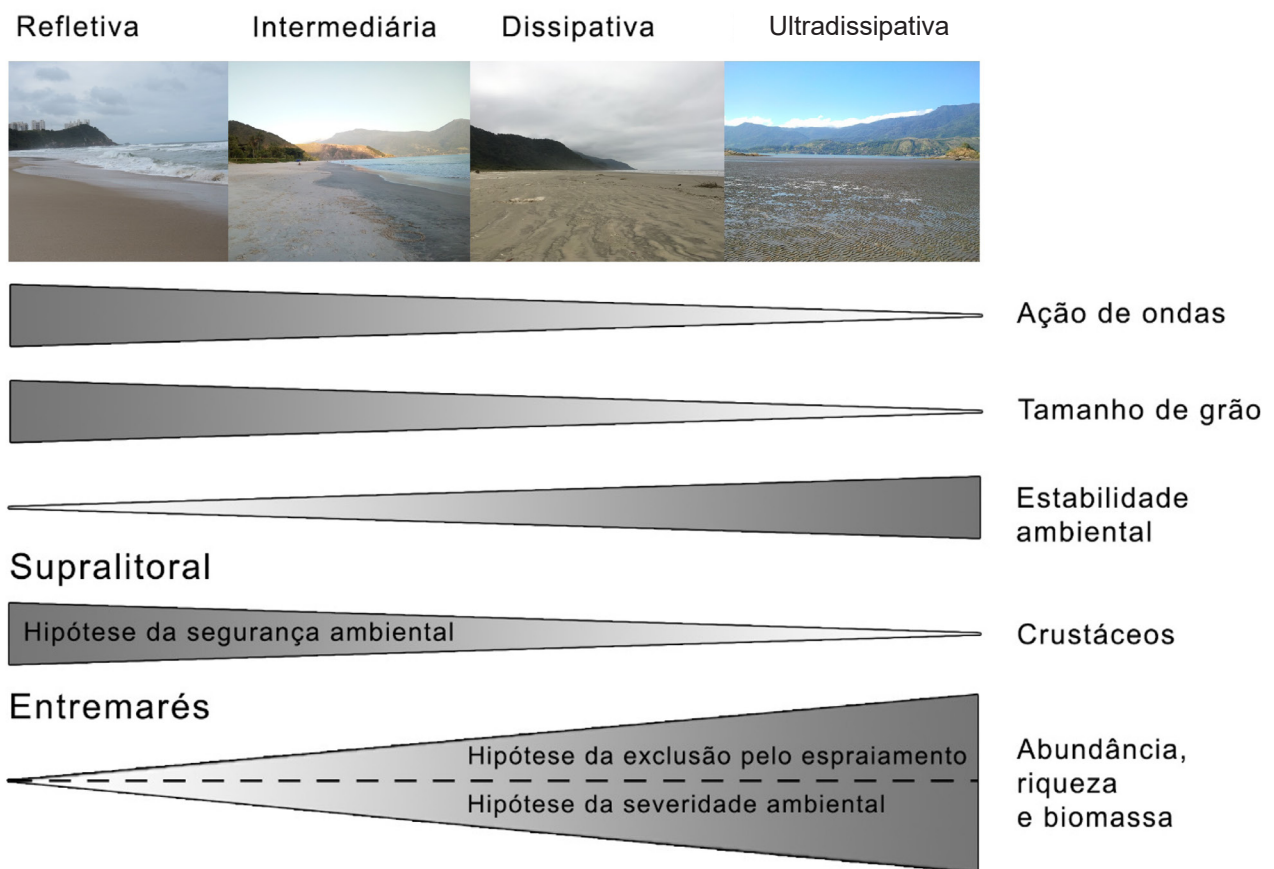 Refletiva
Intermediária
Dissipativa
Ultradissipativa
Ação de ondas
Tamanho de grão
Estabilidade
ambiental
Supralitoral
Hipótese da segurança ambiental
Crustáceos
Entremarés
Hipótese da exclusão pelo espraiamento
Hipótese da severidade ambiental
Abundância,
riqueza
e biomassa